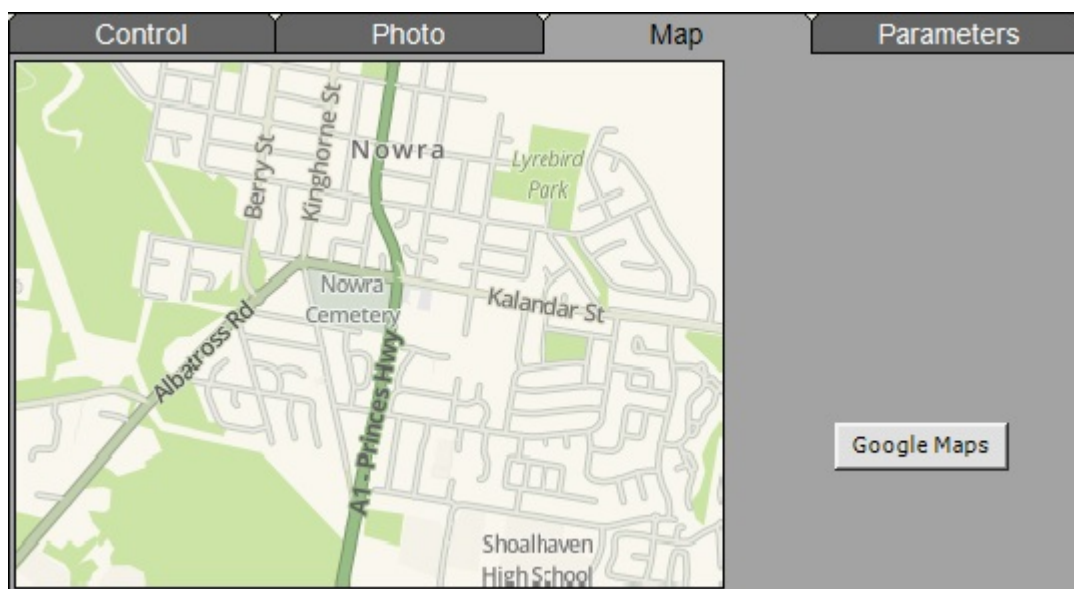 Control
Photo
Map
Parameters
Berry St
Kinghorne St
Nowra
Lyrebird
Park
Nowra
Cemetery
Kalandar St
Albatross Rd
A1 - Princes Hwy
Google Maps
Shoalhaven
High School